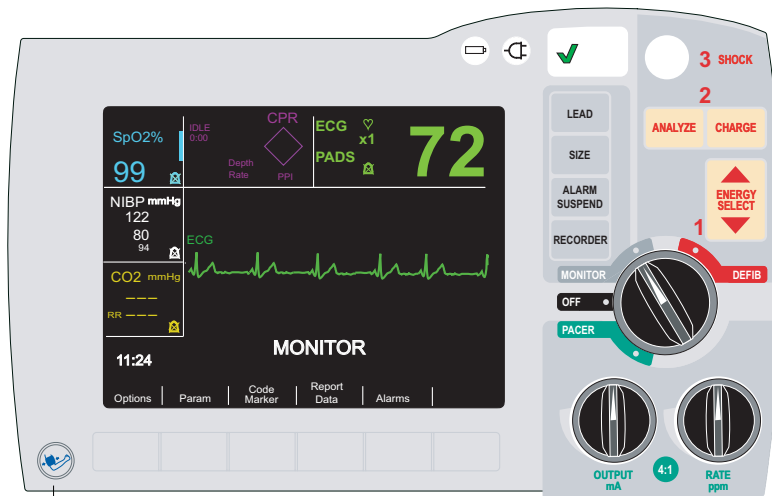 SpO2%
99
IDLE
0:00
CPR
Depth
Rate
PPI
ECG
x1
PADS
72
NIBP mmHg
122
80
94
ECG
CO2 mmHg
---
RR ---
11:24
MONITOR
Options
Param
Code
Marker
Report
Data
Alarms
LEAD
SIZE
ALARM
SUSPEND
RECORDER
3 SHOCK
2
ANALYZE
CHARGE
ENERGY
SELECT
1
MONITOR
DEFIB
OFF
PACER
OUTPUT
mA
4:1
RATE
ppm